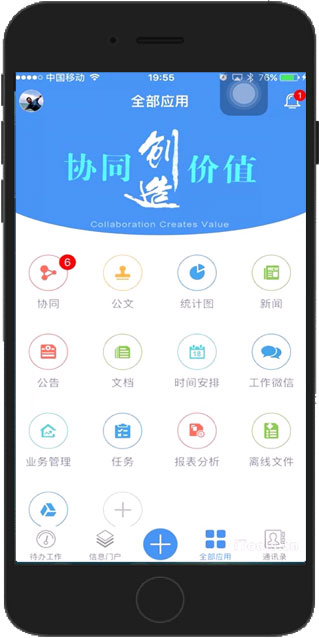 中国移动 19:55 76%
全部应用
1
协同创造价值
Collaboration Creates Value
6
协同 公文 统计图 新闻
18
公告 文档 时间安排 工作微信
业务管理 任务 报表分析 离线文件
待办工作 信息门户 全部应用 通讯录